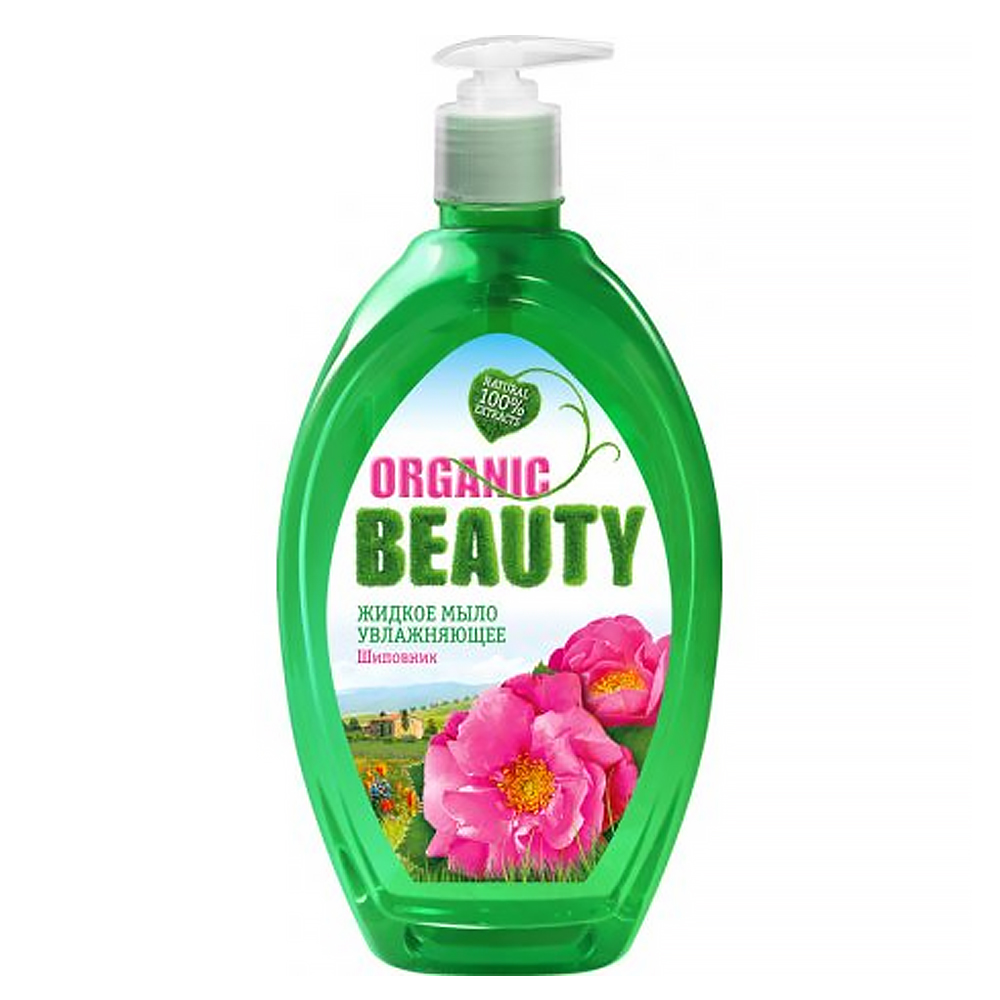 NATURAL
100%
EXTRACTS
ORGANIC
BEAUTY
ЖИДКОЕ МЫЛО
УВЛАЖНЯЮЩЕЕ
Шиповник